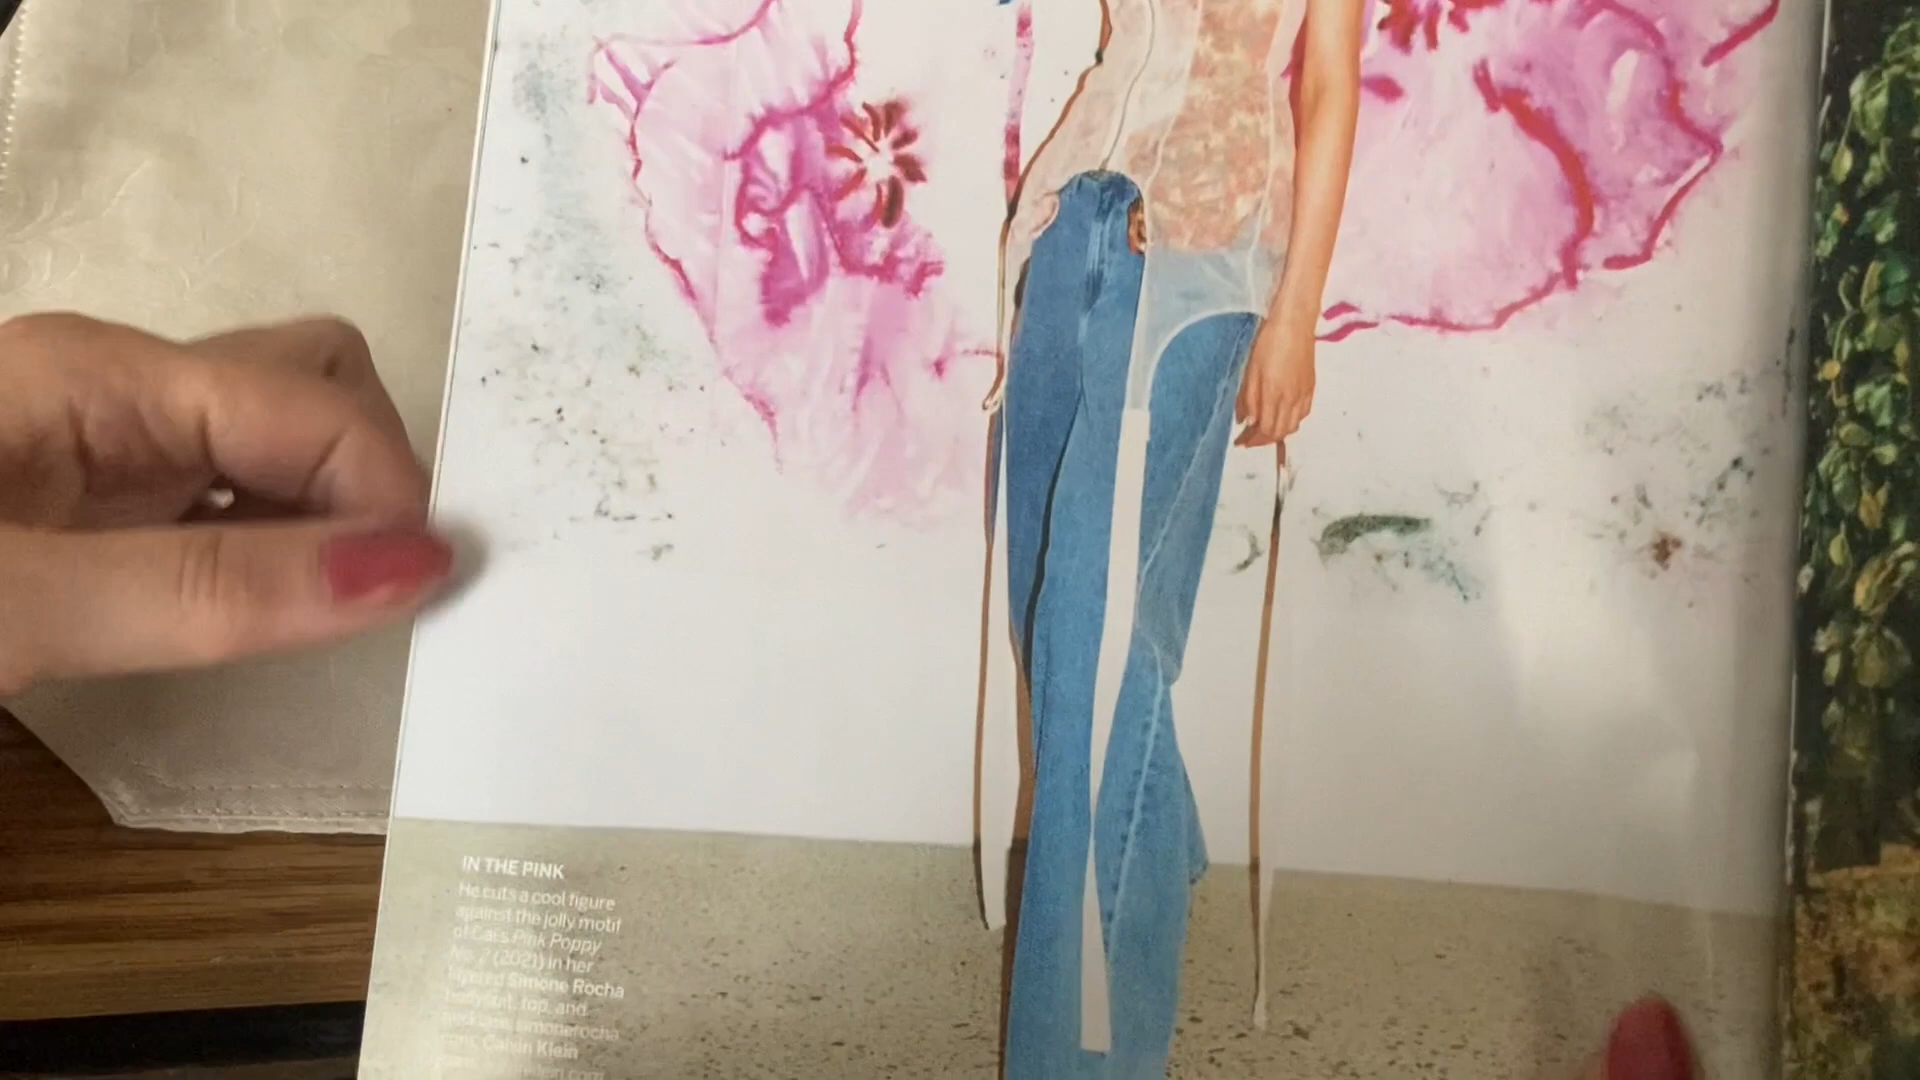 IN THE PINK
He cuts a cool figure
against the jolly motif
of Cai's Pink Poppy
No. 7 (2021) in her
layered Simone Rocha
bodysuit, top, and
simonerocha
Calvin Klein